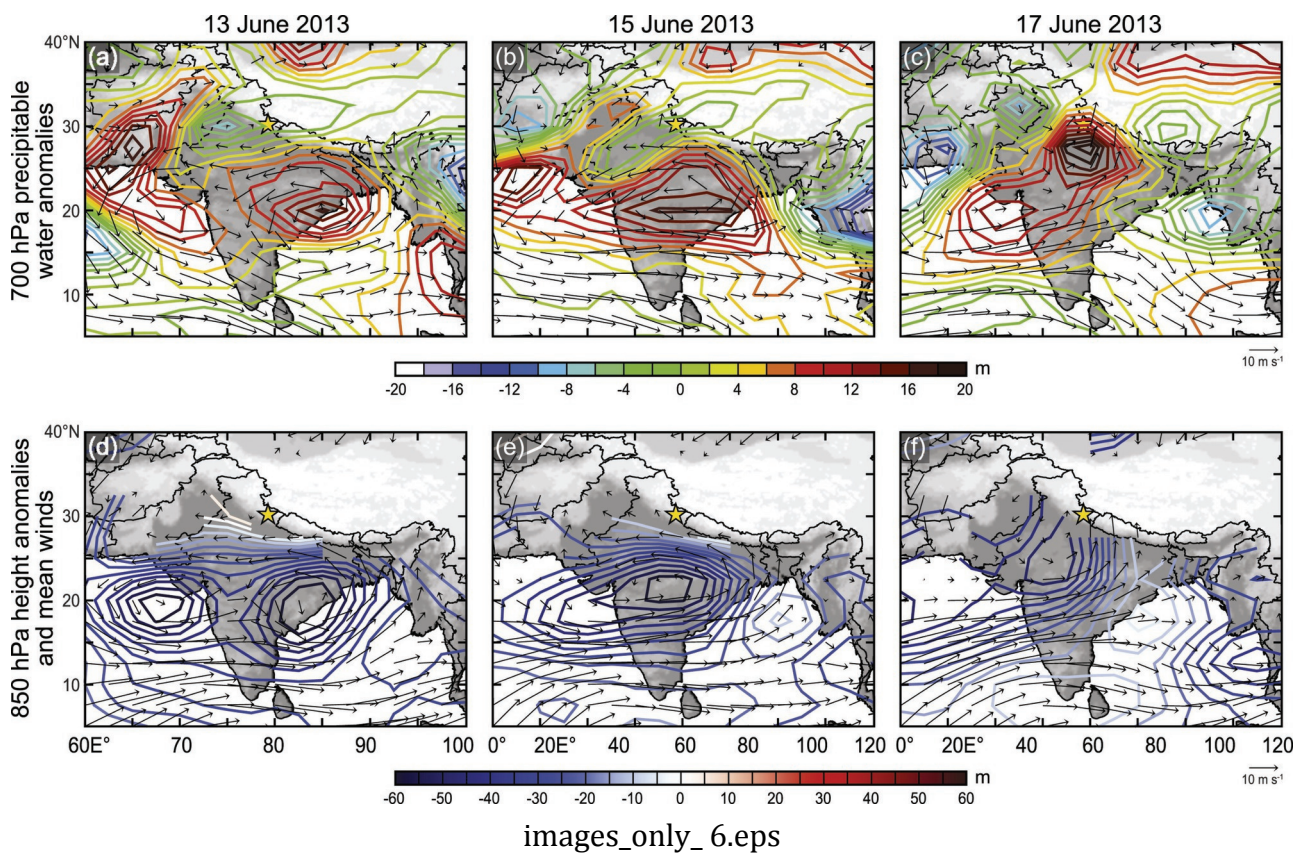 13 June 2013 15 June 2013 17 June 2013
700 hPa precipitable
water anomalies
40°N
30
20
10
(a) (b) (c)
10 m s⁻¹
-20 -16 -12 -8 -4 0 4 8 12 16 20 m
850 hPa height anomalies
and mean winds
40°N
30
20
10
(d) (e) (f)
60E° 70 80 90 100 0° 20E° 40 60 80 100 120 0° 20E° 40 60 80 100 120
10 m s⁻¹
-60 -50 -40 -30 -20 -10 0 10 20 30 40 50 60 m
images_only_ 6.eps